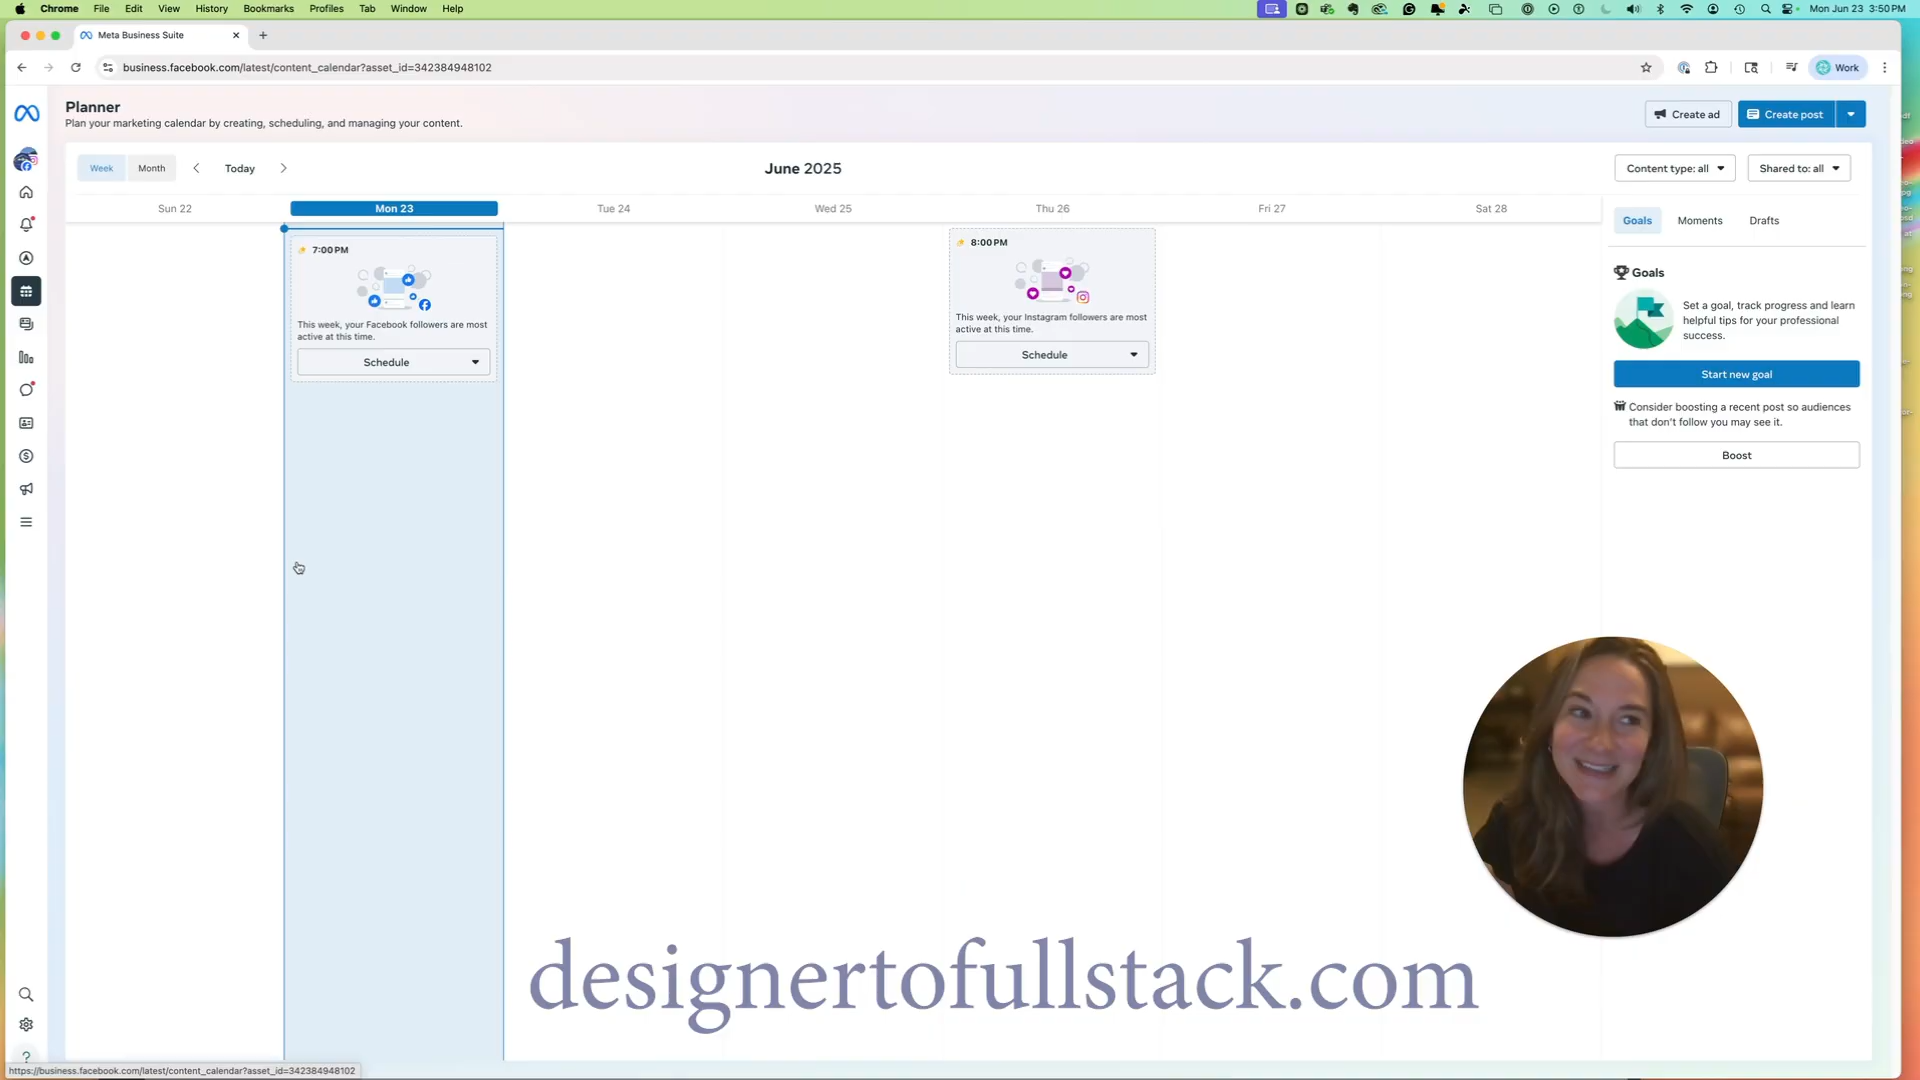 Chrome File Edit View History Bookmarks Profiles Tab Window Help
Mon Jun 23 3:50PM
Meta Business Suite
business.facebook.com/latest/content_calendar?asset_id=342384948102
Work
Planner
Plan your marketing calendar by creating, scheduling, and managing your content.
Create ad
Create post
Week
Month
Today
June 2025
Content type: all
Shared to: all
Sun 22
Mon 23
Tue 24
Wed 25
Thu 26
Fri 27
Sat 28
7:00 PM
This week, your Facebook followers are most
active at this time.
Schedule
8:00 PM
This week, your Instagram followers are most
active at this time.
Schedule
Goals
Moments
Drafts
Goals
Set a goal, track progress and learn
helpful tips for your professional
success.
Start new goal
Consider boosting a recent post so audiences
that don't follow you may see it.
Boost
designertofullstack.com
https://business.facebook.com/latest/content_calendar?asset_id=342384948102